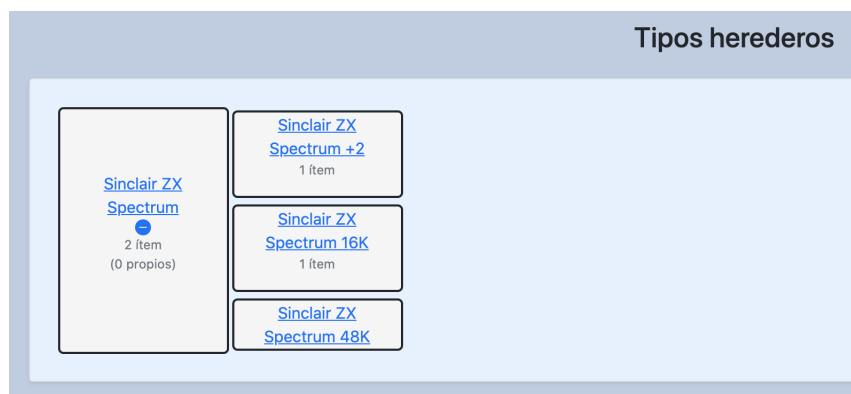 Tipos herederos
Sinclair ZX
Spectrum
2 ítem
(0 propios)
Sinclair ZX
Spectrum +2
1 ítem
Sinclair ZX
Spectrum 16K
1 ítem
Sinclair ZX
Spectrum 48K